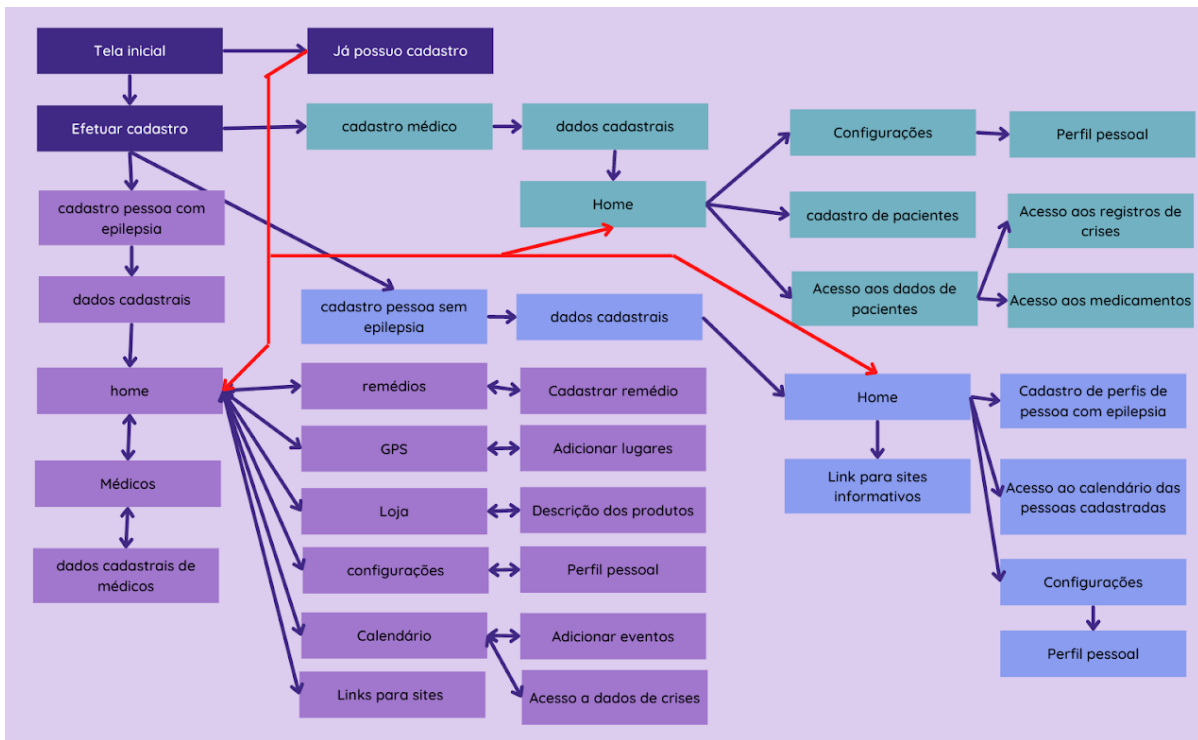 Tela inicial
Já possuo cadastro
Efetuar cadastro
cadastro médico
dados cadastrais
Configurações
Perfil pessoal
cadastro pessoa com
epilepsia
Home
cadastro de pacientes
Acesso aos registros de
crises
dados cadastrais
cadastro pessoa sem
epilepsia
dados cadastrais
Acesso aos dados de
pacientes
Acesso aos medicamentos
home
remédios
Cadastrar remédio
Home
Cadastro de perfis de
pessoa com epilepsia
GPS
Adicionar lugares
Médicos
Link para sites
informativos
Loja
Descrição dos produtos
Acesso ao calendário das
pessoas cadastradas
dados cadastrais de
médicos
configurações
Perfil pessoal
Configurações
Calendário
Adicionar eventos
Perfil pessoal
Links para sites
Acesso a dados de crises